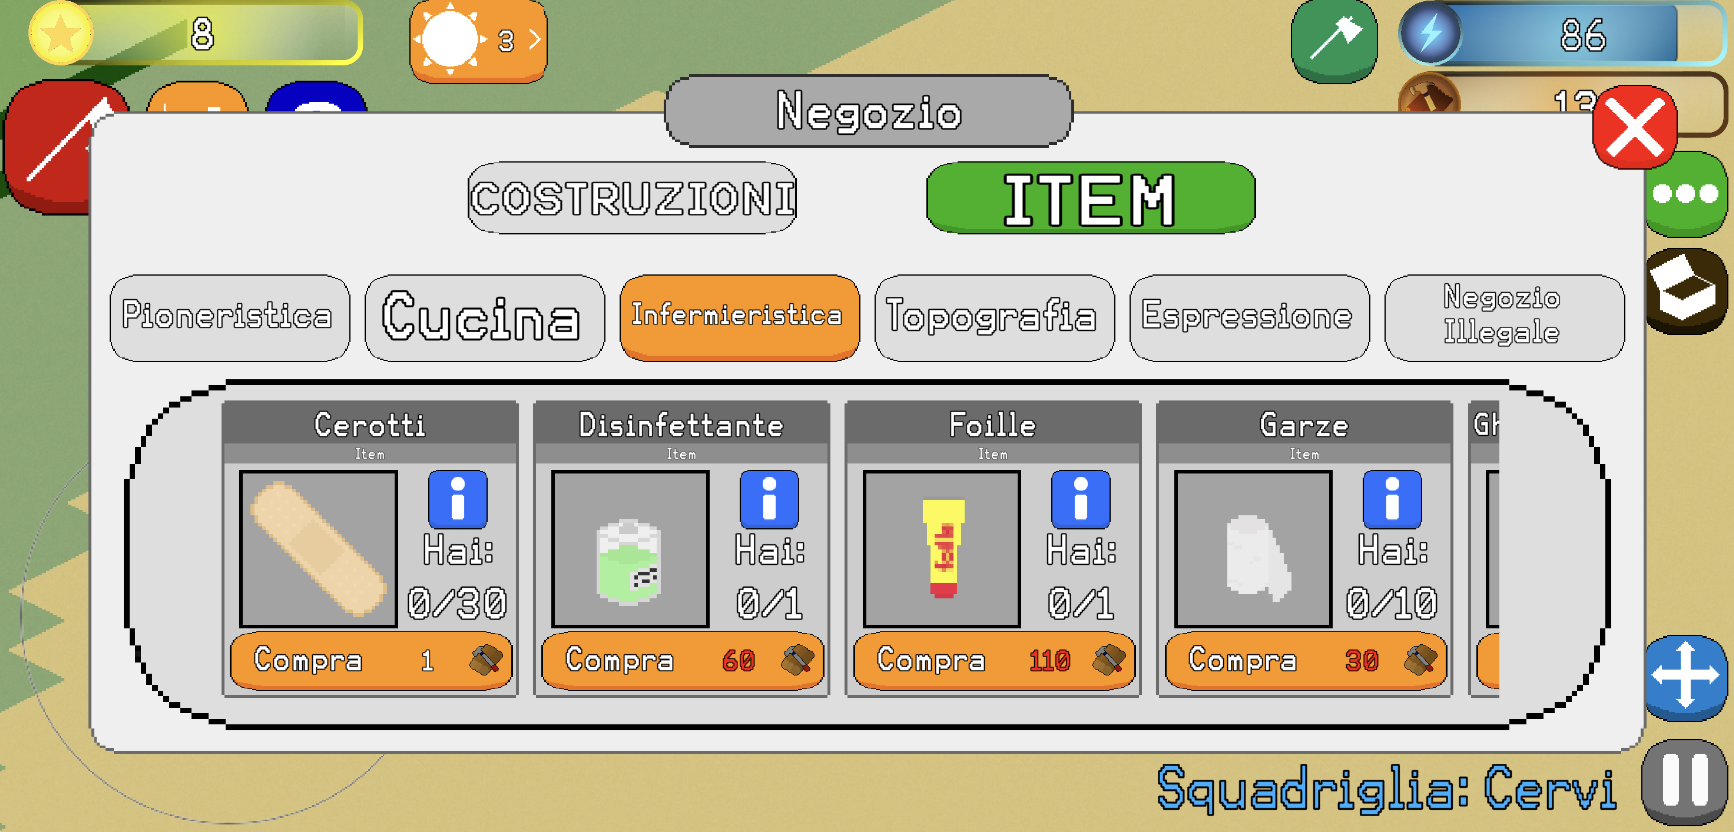 8
3
86
13
Negozio
COSTRUZIONI
ITEM
Pioneristica
Cucina
Infermieristica
Topografia
Espressione
Negozio
Illegale
Cerotti
Item
Hai:
0/30
Compra 1
Disinfettante
Item
Hai:
0/1
Compra 60
Foille
Item
Hai:
0/1
Compra 110
Garze
Item
Hai:
0/10
Compra 30
Squadriglia: Cervi